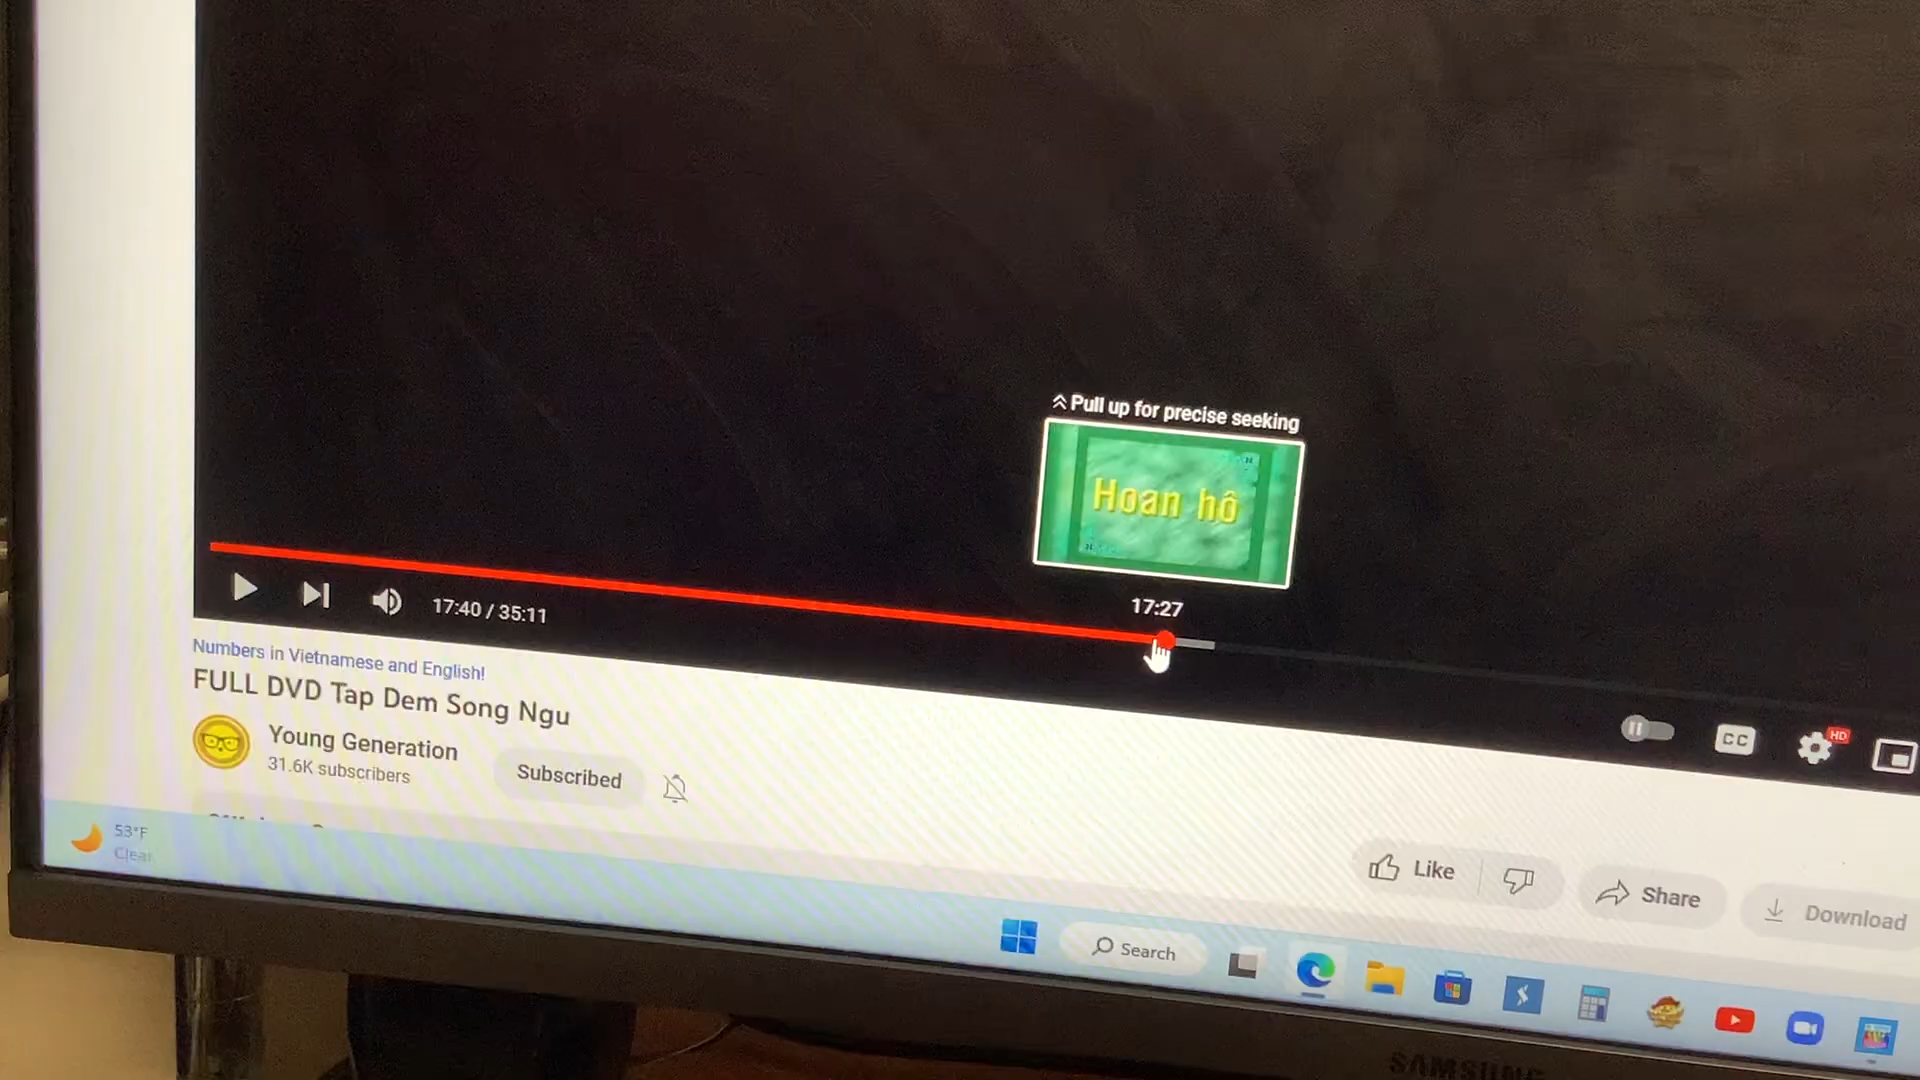 Pull up for precise seeking
Hoan hô
17:27
17:40 / 35:11
CC
HD
Numbers in Vietnamese and English!
FULL DVD Tap Dem Song Ngu
Young Generation
31.6K subscribers
Subscribed
Like
Share
Download
53°F
Clear
Search
SAMSUNG